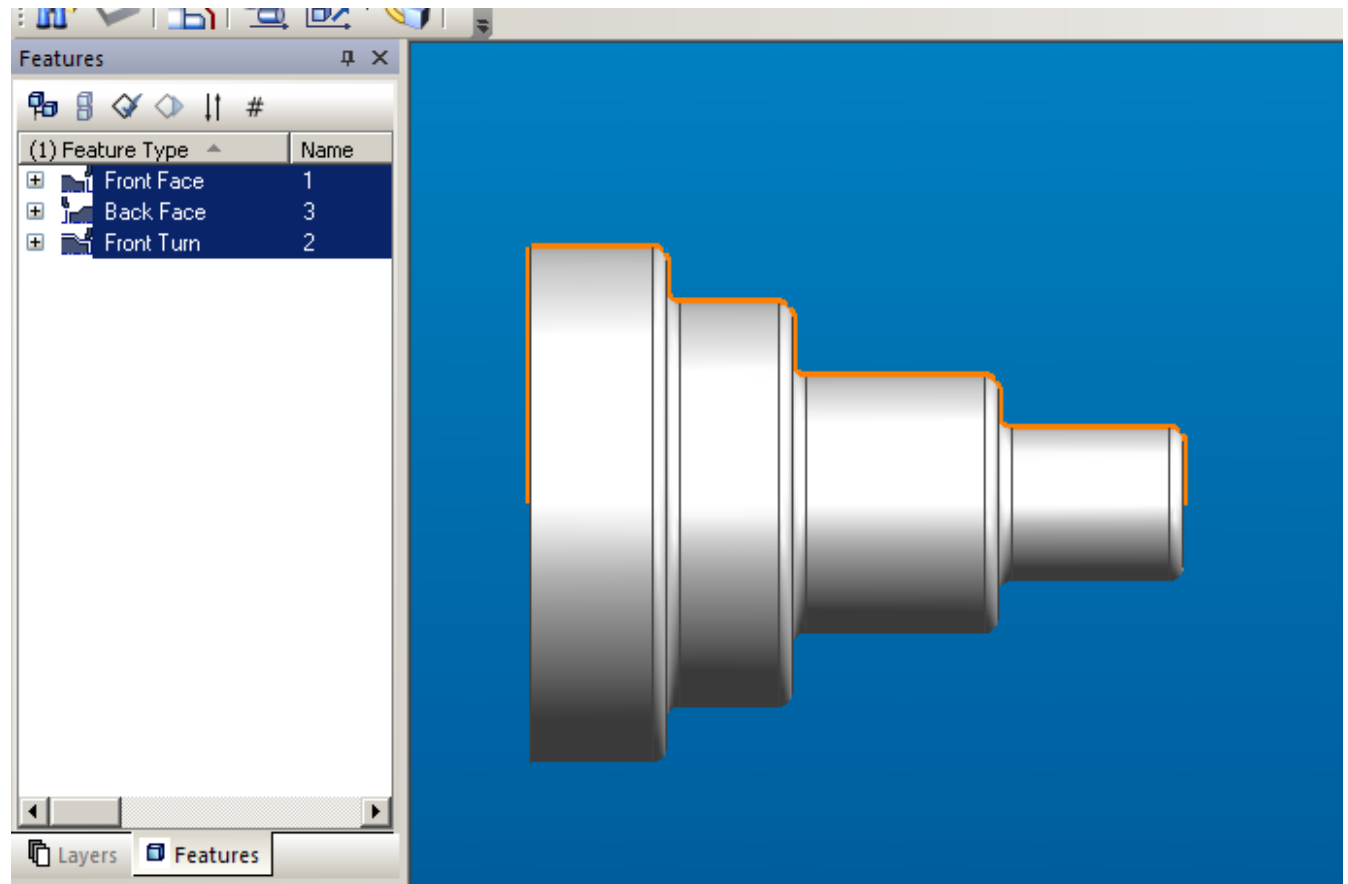 Features
#
(1) Feature Type Name
Front Face 1
Back Face 3
Front Turn 2
Layers Features